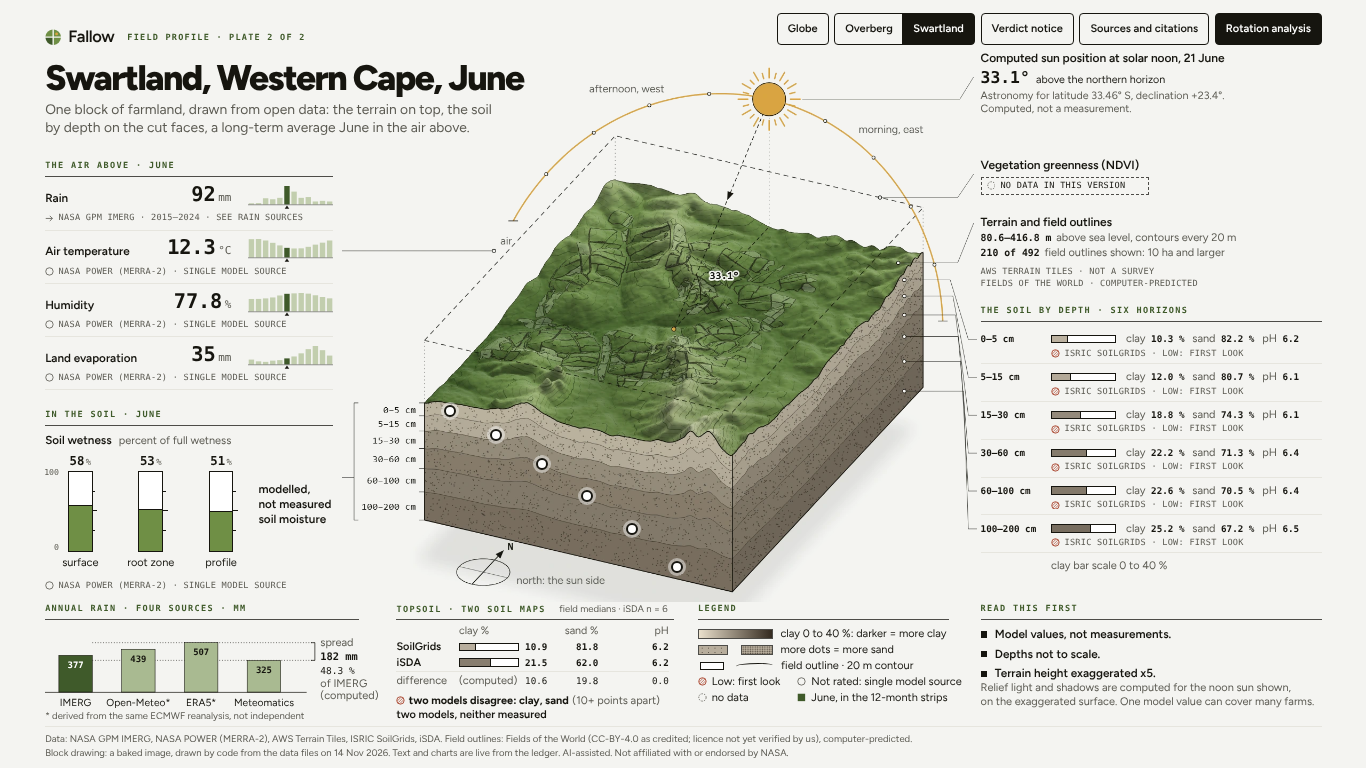 Fallow FIELD PROFILE · PLATE 2 OF 2
Globe Overberg Swartland Verdict notice Sources and citations Rotation analysis
Swartland, Western Cape, June
One block of farmland, drawn from open data: the terrain on top, the soil
by depth on the cut faces, a long-term average June in the air above.
THE AIR ABOVE · JUNE
Rain 92 mm
→ NASA GPM IMERG · 2015–2024 · SEE RAIN SOURCES
Air temperature 12.3 °C
NASA POWER (MERRA-2) · SINGLE MODEL SOURCE
Humidity 77.8 %
NASA POWER (MERRA-2) · SINGLE MODEL SOURCE
Land evaporation 35 mm
NASA POWER (MERRA-2) · SINGLE MODEL SOURCE
IN THE SOIL · JUNE
Soil wetness percent of full wetness
58% 53% 51%
100
0
modelled,
not measured
soil moisture
surface root zone profile
NASA POWER (MERRA-2) · SINGLE MODEL SOURCE
afternoon, west
morning, east
air
33.1°
0–5 cm
5–15 cm
15–30 cm
30–60 cm
60–100 cm
100–200 cm
N
north: the sun side
Computed sun position at solar noon, 21 June
33.1° above the northern horizon
Astronomy for latitude 33.46° S, declination +23.4°.
Computed, not a measurement.
Vegetation greenness (NDVI)
NO DATA IN THIS VERSION
Terrain and field outlines
80.6–416.8 m above sea level, contours every 20 m
210 of 492 field outlines shown: 10 ha and larger
AWS TERRAIN TILES · NOT A SURVEY
FIELDS OF THE WORLD · COMPUTER-PREDICTED
THE SOIL BY DEPTH · SIX HORIZONS
0–5 cm clay 10.3 % sand 82.2 % pH 6.2
ISRIC SOILGRIDS · LOW: FIRST LOOK
5–15 cm clay 12.0 % sand 80.7 % pH 6.1
ISRIC SOILGRIDS · LOW: FIRST LOOK
15–30 cm clay 18.8 % sand 74.3 % pH 6.1
ISRIC SOILGRIDS · LOW: FIRST LOOK
30–60 cm clay 22.2 % sand 71.3 % pH 6.4
ISRIC SOILGRIDS · LOW: FIRST LOOK
60–100 cm clay 22.6 % sand 70.5 % pH 6.4
ISRIC SOILGRIDS · LOW: FIRST LOOK
100–200 cm clay 25.2 % sand 67.2 % pH 6.5
ISRIC SOILGRIDS · LOW: FIRST LOOK
clay bar scale 0 to 40 %
ANNUAL RAIN · FOUR SOURCES · MM
377 439 507 325
spread
182 mm
48.3 %
of IMERG
(computed)
IMERG Open-Meteo* ERA5* Meteomatics
* derived from the same ECMWF reanalysis, not independent
TOPSOIL · TWO SOIL MAPS field medians · iSDA n = 6
clay % sand % pH
SoilGrids 10.9 81.8 6.2
iSDA 21.5 62.0 6.2
difference (computed) 10.6 19.8 0.0
two models disagree: clay, sand (10+ points apart)
two models, neither measured
LEGEND
clay 0 to 40 %: darker = more clay
more dots = more sand
field outline · 20 m contour
Low: first look Not rated: single model source
no data June, in the 12-month strips
READ THIS FIRST
Model values, not measurements.
Depths not to scale.
Terrain height exaggerated x5.
Relief light and shadows are computed for the noon sun shown,
on the exaggerated surface. One model value can cover many farms.
Data: NASA GPM IMERG, NASA POWER (MERRA-2), AWS Terrain Tiles, ISRIC SoilGrids, iSDA. Field outlines: Fields of the World (CC-BY-4.0 as credited; licence not yet verified by us), computer-predicted.
Block drawing: a baked image, drawn by code from the data files on 14 Nov 2026. Text and charts are live from the ledger. AI-assisted. Not affiliated with or endorsed by NASA.